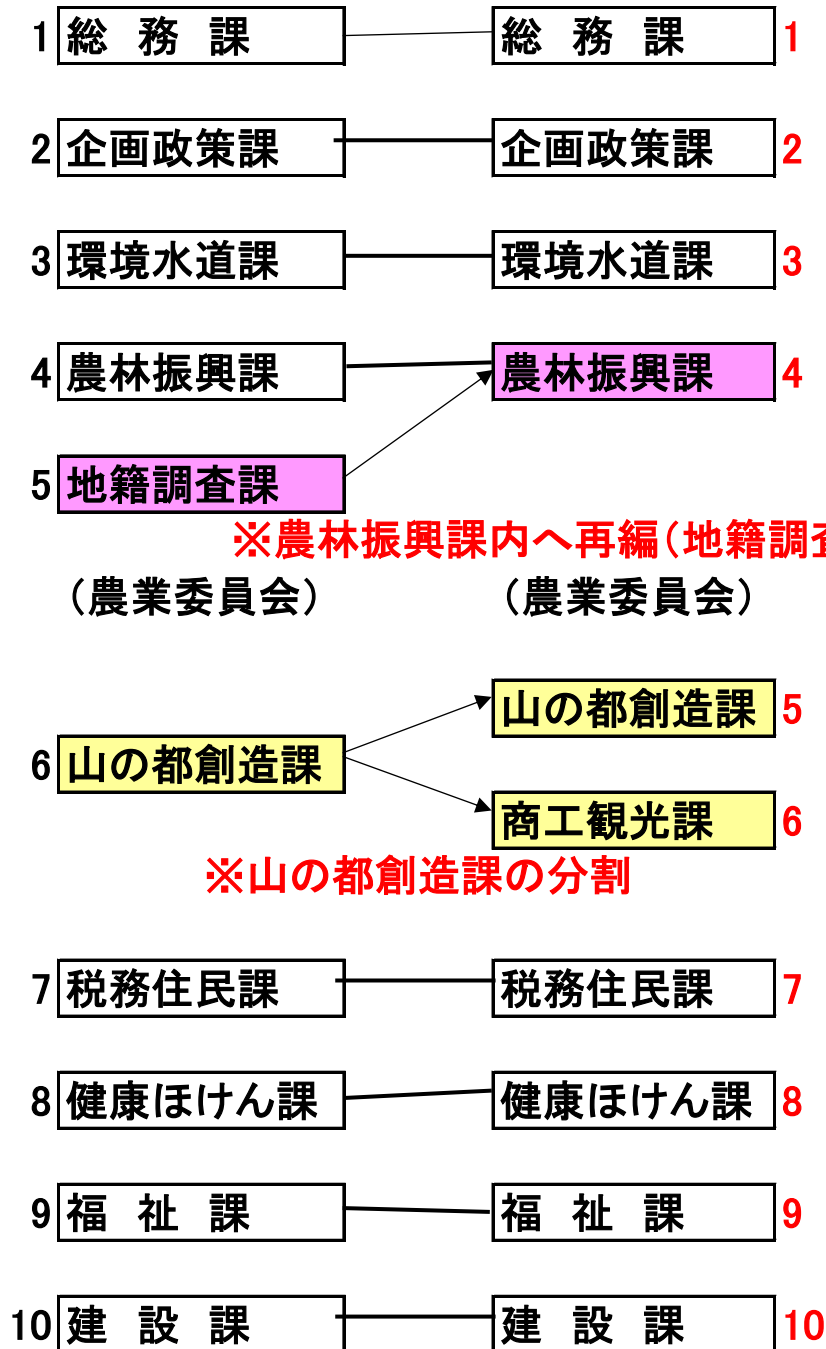 1 総務課 総務課 1
2 企画政策課 企画政策課 2
3 環境水道課 環境水道課 3
4 農林振興課 農林振興課 4
5 地籍調査課
※農林振興課内へ再編(地籍調査
(農業委員会) (農業委員会)
山の都創造課 5
6 山の都創造課
商工観光課 6
※山の都創造課の分割
7 税務住民課 税務住民課 7
8 健康ほけん課 健康ほけん課 8
9 福祉課 福祉課 9
10 建設課 建設課 10